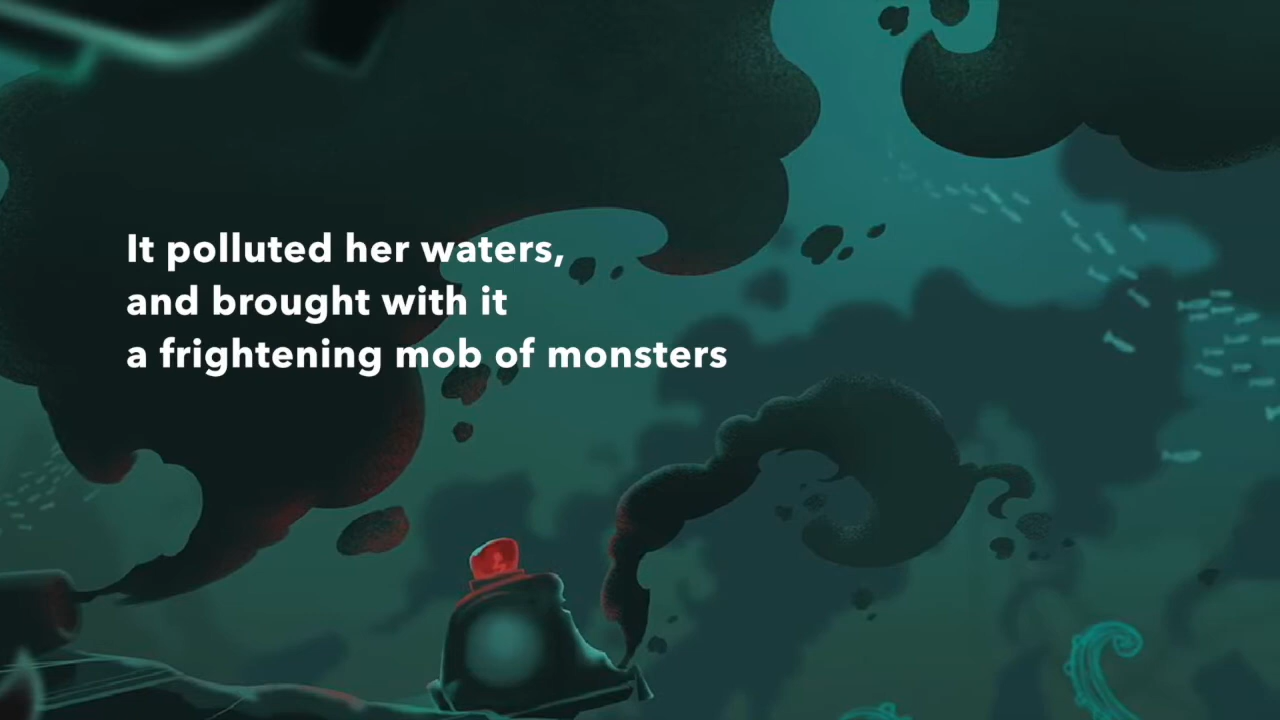 It polluted her waters,
and brought with it
a frightening mob of monsters